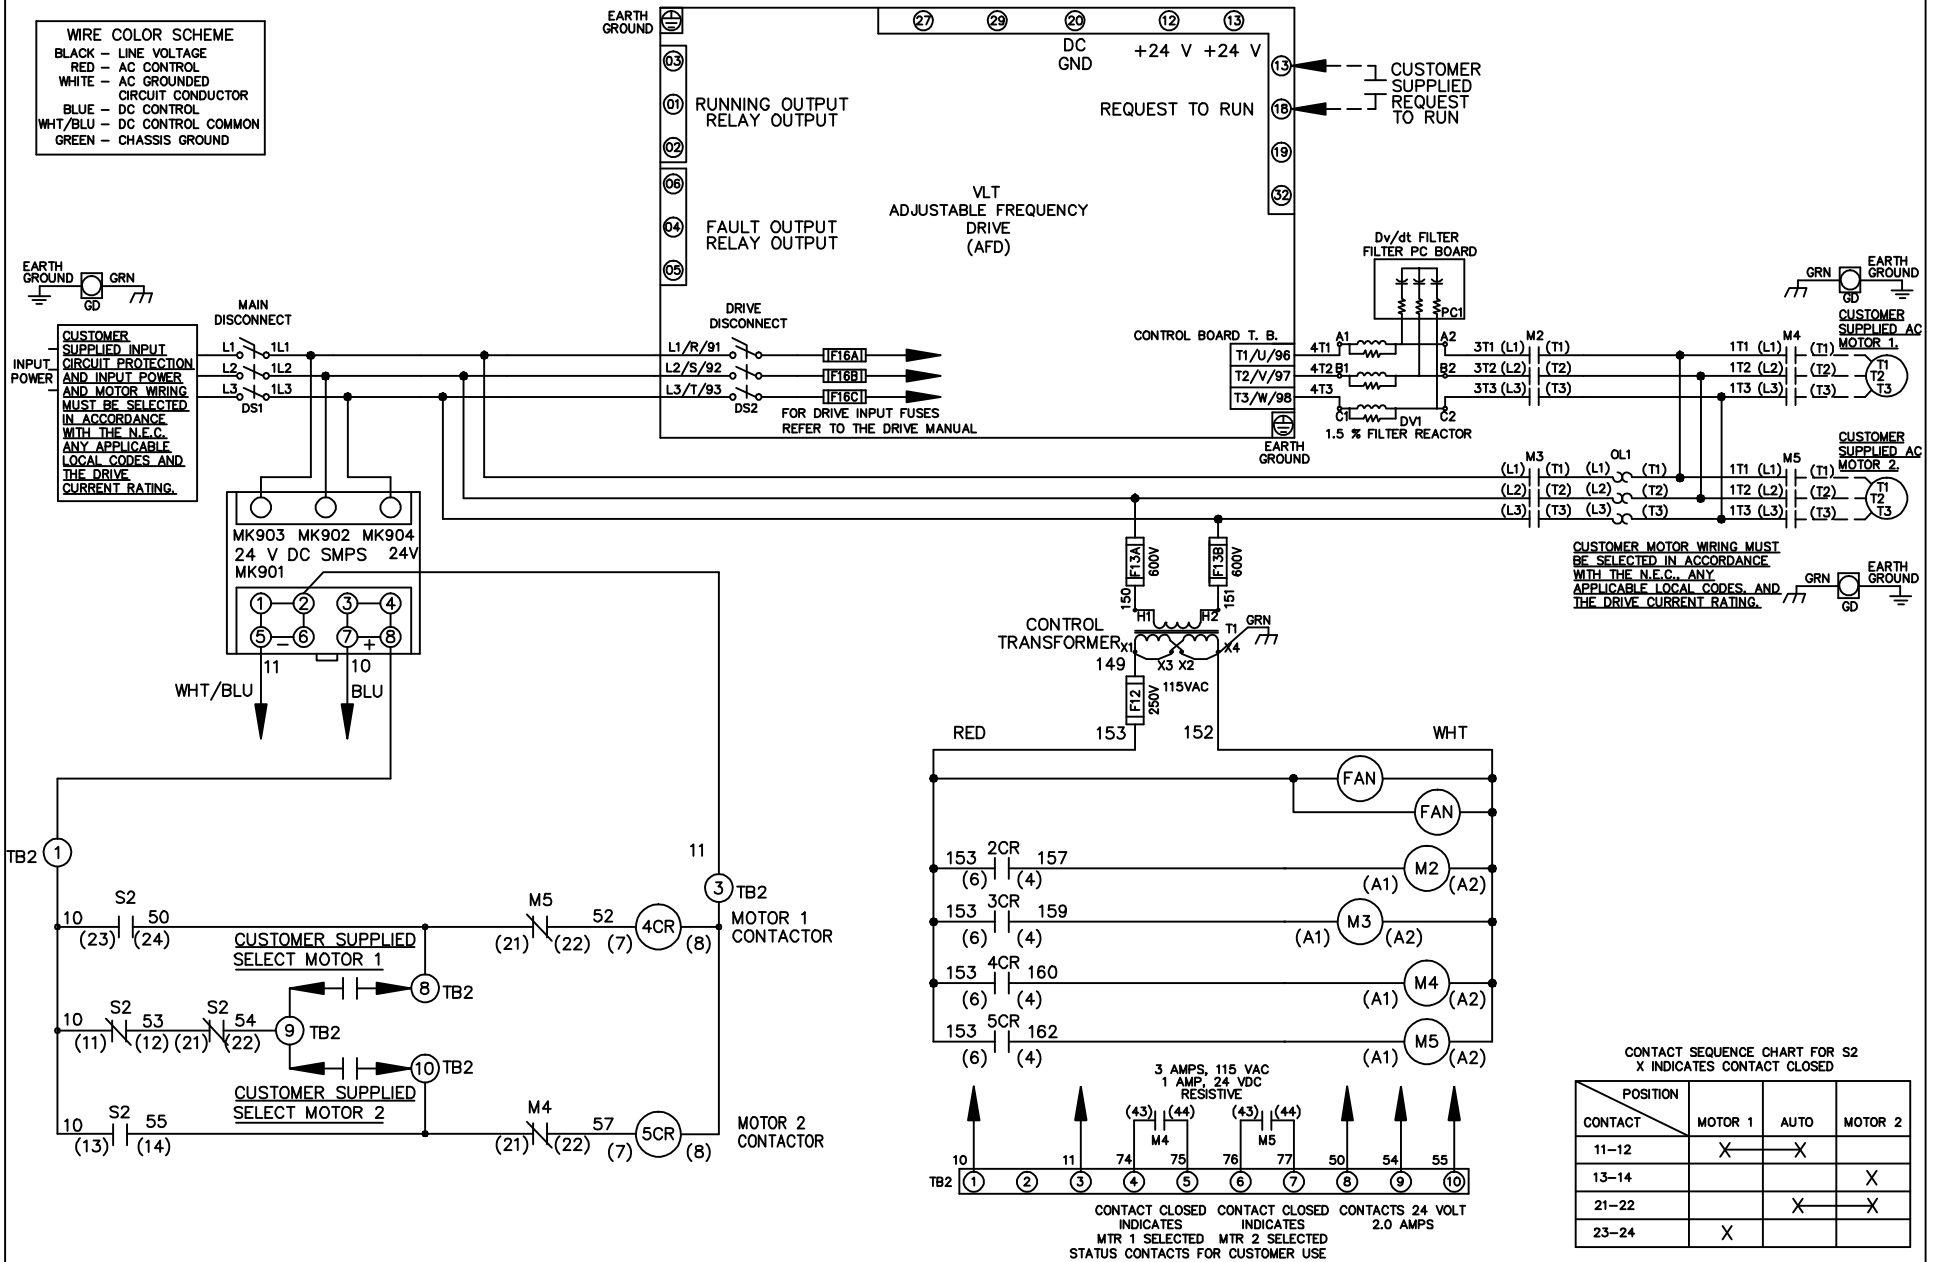 WIRE COLOR SCHEME
BLACK – LINE VOLTAGE
RED – AC CONTROL
WHITE – AC GROUNDED
CIRCUIT CONDUCTOR
BLUE – DC CONTROL
WHT/BLU – DC CONTROL COMMON
GREEN – CHASSIS GROUND
EARTH
GROUND
27 29 20 12 13
DC
GND
+24 V +24 V
03
01
02
RUNNING OUTPUT
RELAY OUTPUT
06
04
05
FAULT OUTPUT
RELAY OUTPUT
VLT
ADJUSTABLE FREQUENCY
DRIVE
(AFD)
REQUEST TO RUN
13
18
19
32
CUSTOMER
SUPPLIED
REQUEST
TO RUN
EARTH
GROUND
GRN
GD
INPUT
POWER
CUSTOMER
SUPPLIED INPUT
CIRCUIT PROTECTION
AND INPUT POWER
AND MOTOR WIRING
MUST BE SELECTED
IN ACCORDANCE
WITH THE N.E.C.
ANY APPLICABLE
LOCAL CODES AND
THE DRIVE
CURRENT RATING.
MAIN
DISCONNECT
L1 1L1
L2 1L2
L3 1L3
DS1
DRIVE
DISCONNECT
L1/R/91
L2/S/92
L3/T/93
DS2
F16A
F16B
F16C
FOR DRIVE INPUT FUSES
REFER TO THE DRIVE MANUAL
CONTROL BOARD T. B.
T1/U/96
T2/V/97
T3/W/98
EARTH
GROUND
Dv/dt FILTER
FILTER PC BOARD
PC1
4T1 A1 A2
4T2 B1 B2
4T3 C1 C2
DV1
1.5 % FILTER REACTOR
M2
3T1 (L1) (T1)
3T2 (L2) (T2)
3T3 (L3) (T3)
M4
1T1 (L1) (T1)
1T2 (L2) (T2)
1T3 (L3) (T3)
GRN
GD
EARTH
GROUND
CUSTOMER
SUPPLIED AC
MOTOR 1.
T1
T2
T3
M3
(L1) (T1)
(L2) (T2)
(L3) (T3)
OL1
(L1) (T1)
(L2) (T2)
(L3) (T3)
M5
1T1 (L1) (T1)
1T2 (L2) (T2)
1T3 (L3) (T3)
CUSTOMER
SUPPLIED AC
MOTOR 2.
T1
T2
T3
CUSTOMER MOTOR WIRING MUST
BE SELECTED IN ACCORDANCE
WITH THE N.E.C., ANY
APPLICABLE LOCAL CODES, AND
THE DRIVE CURRENT RATING.
GRN
GD
EARTH
GROUND
MK903 MK902 MK904
24 V DC SMPS 24V
MK901
1 2 3 4
5 – 6 7 + 8
11
10
WHT/BLU
BLU
F13A
600V
F13B
600V
150
151
H1 H2
CONTROL
TRANSFORMER
T1
GRN
X1 X3 X2 X4
149
115VAC
F12
250V
RED
153
152
WHT
FAN
FAN
153 2CR 157
(6) (4)
(A1) M2 (A2)
153 3CR 159
(6) (4)
(A1) M3 (A2)
153 4CR 160
(6) (4)
(A1) M4 (A2)
153 5CR 162
(6) (4)
(A1) M5 (A2)
TB2 1
11
3 TB2
S2
10 50
(23) (24)
M5
(21) (22)
52
(7) 4CR (8)
MOTOR 1
CONTACTOR
CUSTOMER SUPPLIED
SELECT MOTOR 1
8 TB2
S2 S2
10 53 54
(11) (12) (21) (22)
9 TB2
10 TB2
CUSTOMER SUPPLIED
SELECT MOTOR 2
S2
10 55
(13) (14)
M4
(21) (22)
57
(7) 5CR (8)
MOTOR 2
CONTACTOR
3 AMPS, 115 VAC
1 AMP, 24 VDC
RESISTIVE
(43) (44)
M4
(43) (44)
M5
10 11 74 75 76 77 50 54 55
TB2 1 2 3 4 5 6 7 8 9 10
CONTACT CLOSED
INDICATES
MTR 1 SELECTED
CONTACT CLOSED
INDICATES
MTR 2 SELECTED
CONTACTS 24 VOLT
2.0 AMPS
STATUS CONTACTS FOR CUSTOMER USE
CONTACT SEQUENCE CHART FOR S2
X INDICATES CONTACT CLOSED
POSITION
CONTACT MOTOR 1 AUTO MOTOR 2
11–12 X X
13–14 X
21–22 X X
23–24 X